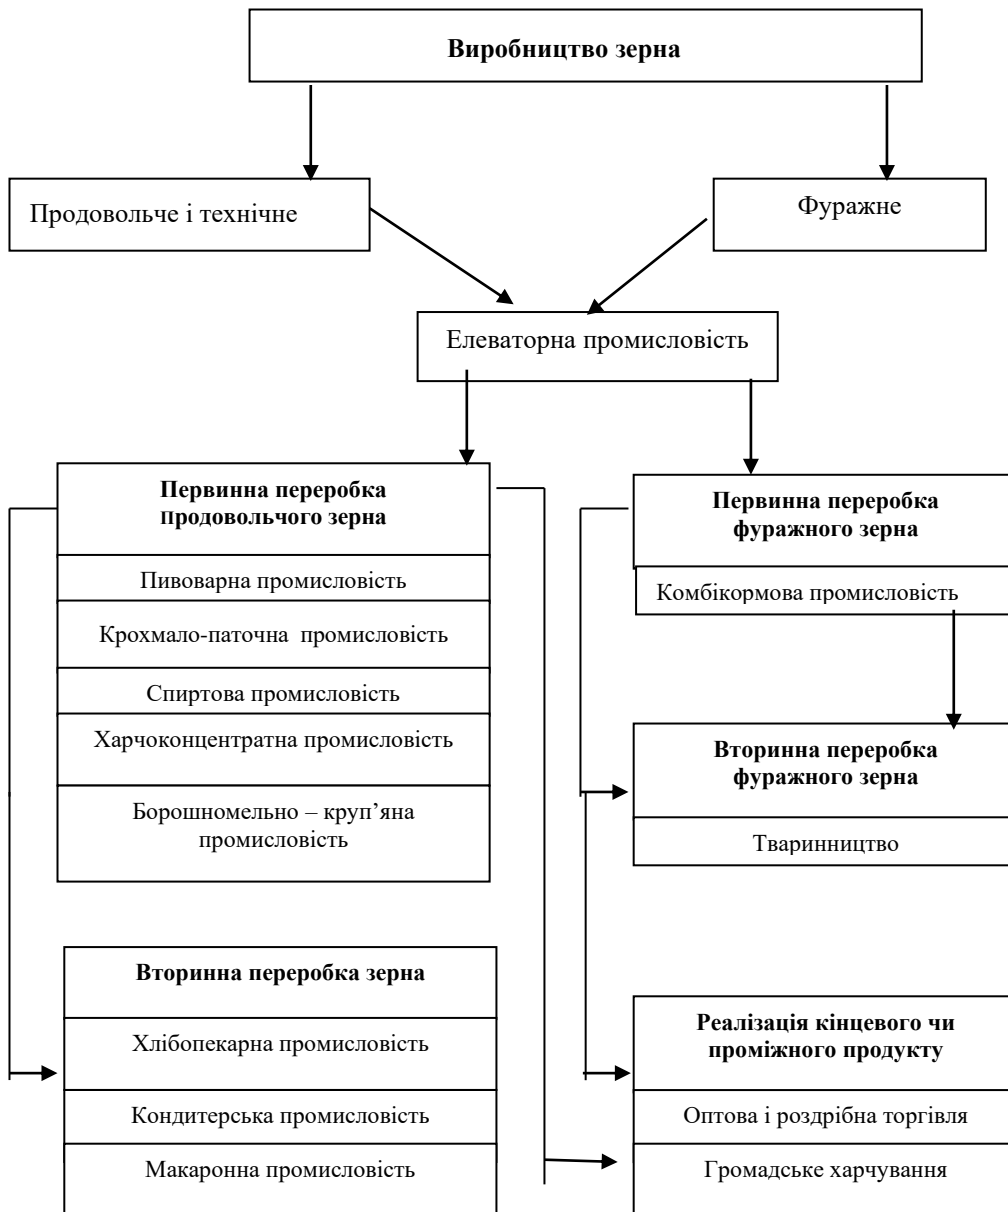 Виробництво зерна
Продовольче і технічне
Фуражне
Елеваторна промисловість
Первинна переробка
продовольчого зерна
Пивоварна промисловість
Крохмало-паточна промисловість
Спиртова промисловість
Харчоконцентратна промисловість
Борошномельно – круп’яна
промисловість
Первинна переробка
фуражного зерна
Комбікормова промисловість
Вторинна переробка
фуражного зерна
Тваринництво
Вторинна переробка зерна
Хлібопекарна промисловість
Кондитерська промисловість
Макаронна промисловість
Реалізація кінцевого чи
проміжного продукту
Оптова і роздрібна торгівля
Громадське харчування